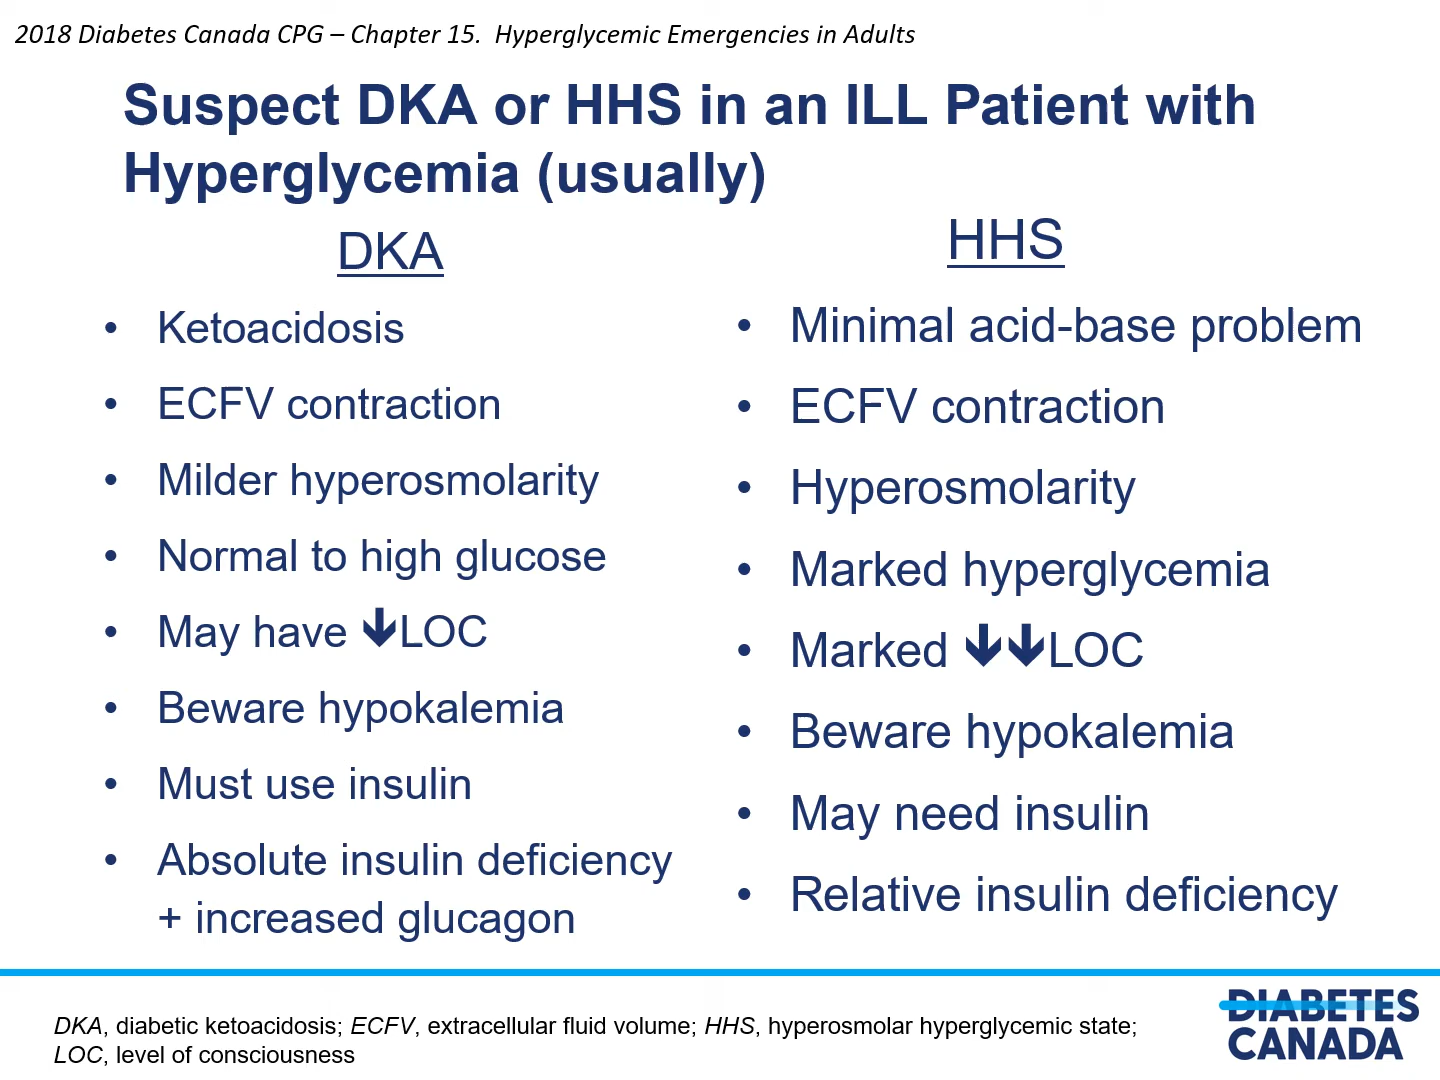 2018 Diabetes Canada CPG – Chapter 15. Hyperglycemic Emergencies in Adults
Suspect DKA or HHS in an ILL Patient with
Hyperglycemia (usually)
DKA
• Ketoacidosis
• ECFV contraction
• Milder hyperosmolarity
• Normal to high glucose
• May have 🡻LOC
• Beware hypokalemia
• Must use insulin
• Absolute insulin deficiency
+ increased glucagon
HHS
• Minimal acid-base problem
• ECFV contraction
• Hyperosmolarity
• Marked hyperglycemia
• Marked 🡻🡻LOC
• Beware hypokalemia
• May need insulin
• Relative insulin deficiency
DKA, diabetic ketoacidosis; ECFV, extracellular fluid volume; HHS, hyperosmolar hyperglycemic state;
LOC, level of consciousness
DIABETES
CANADA